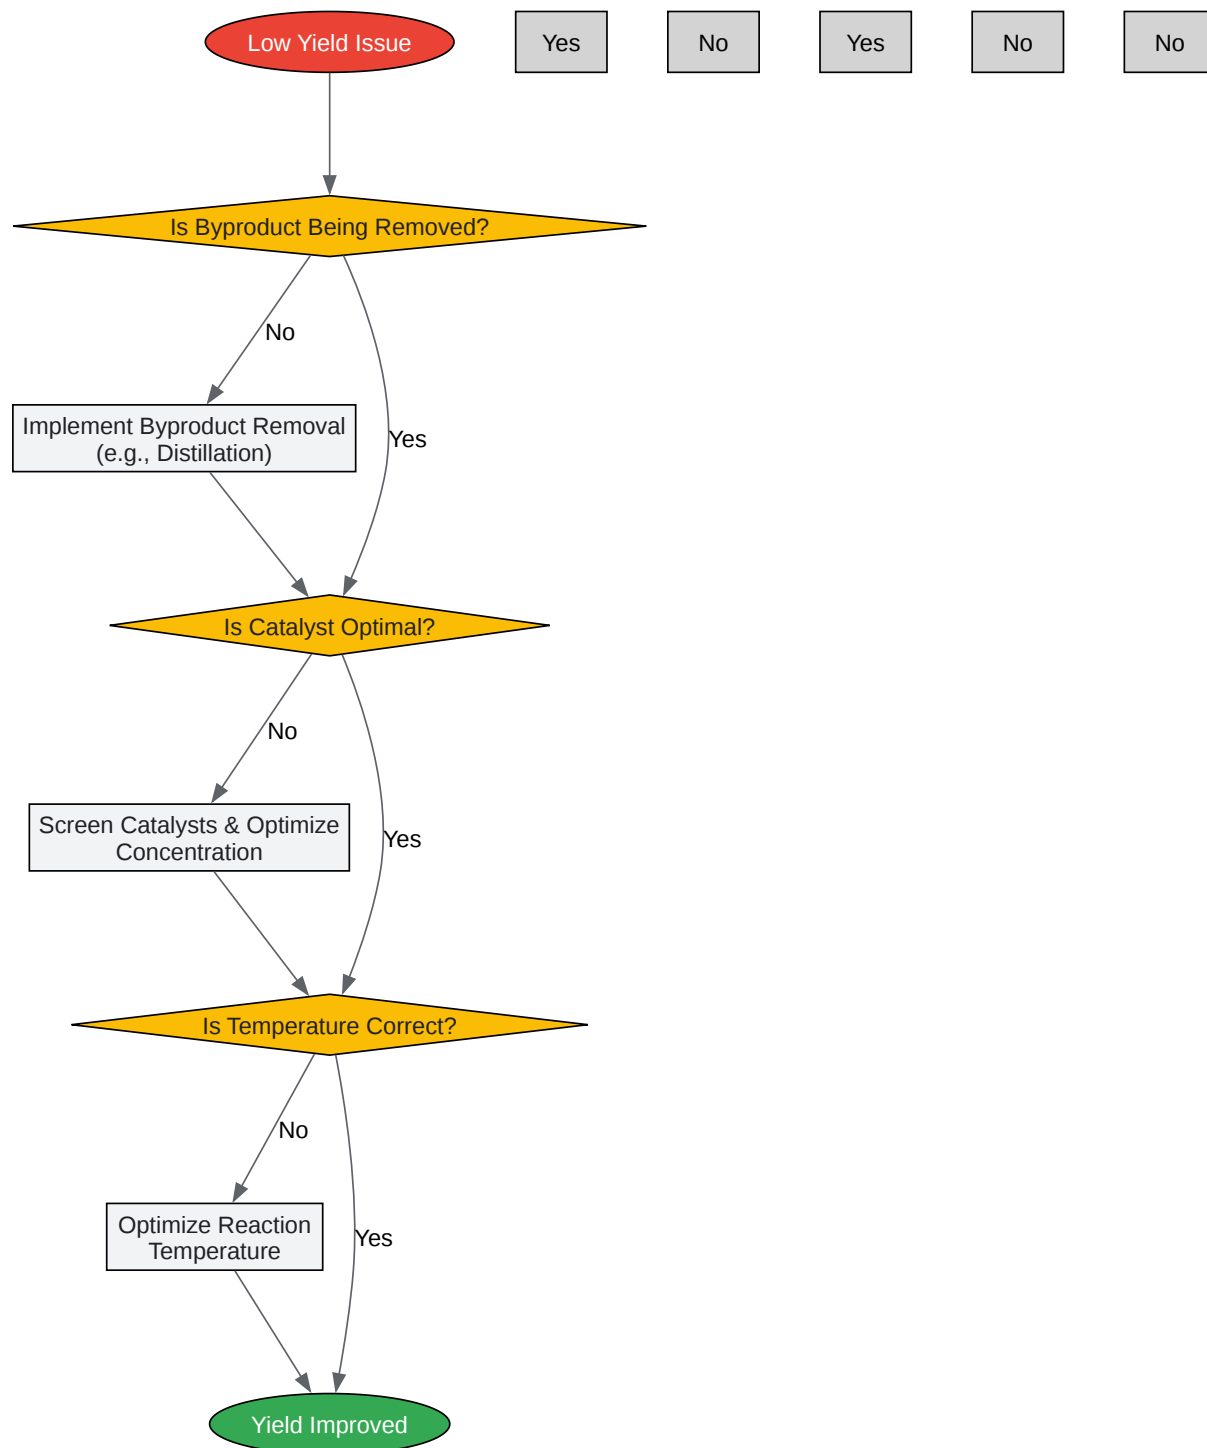 Low Yield Issue
Yes
No
Yes
No
No
Is Byproduct Being Removed?
No
Implement Byproduct Removal
(e.g., Distillation)
Yes
Is Catalyst Optimal?
No
Screen Catalysts & Optimize
Concentration
Yes
Is Temperature Correct?
No
Optimize Reaction
Temperature
Yes
Yield Improved